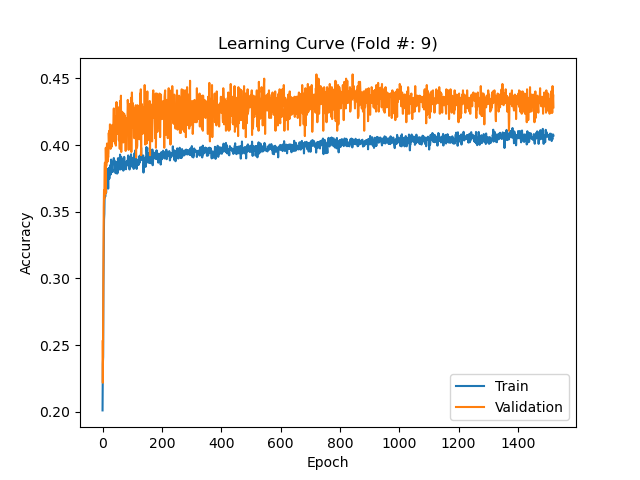 Learning Curve (Fold #: 9)
0.45
0.40
0.35
0.30
0.25
0.20
Accuracy
0 200 400 600 800 1000 1200 1400
Epoch
Train
Validation